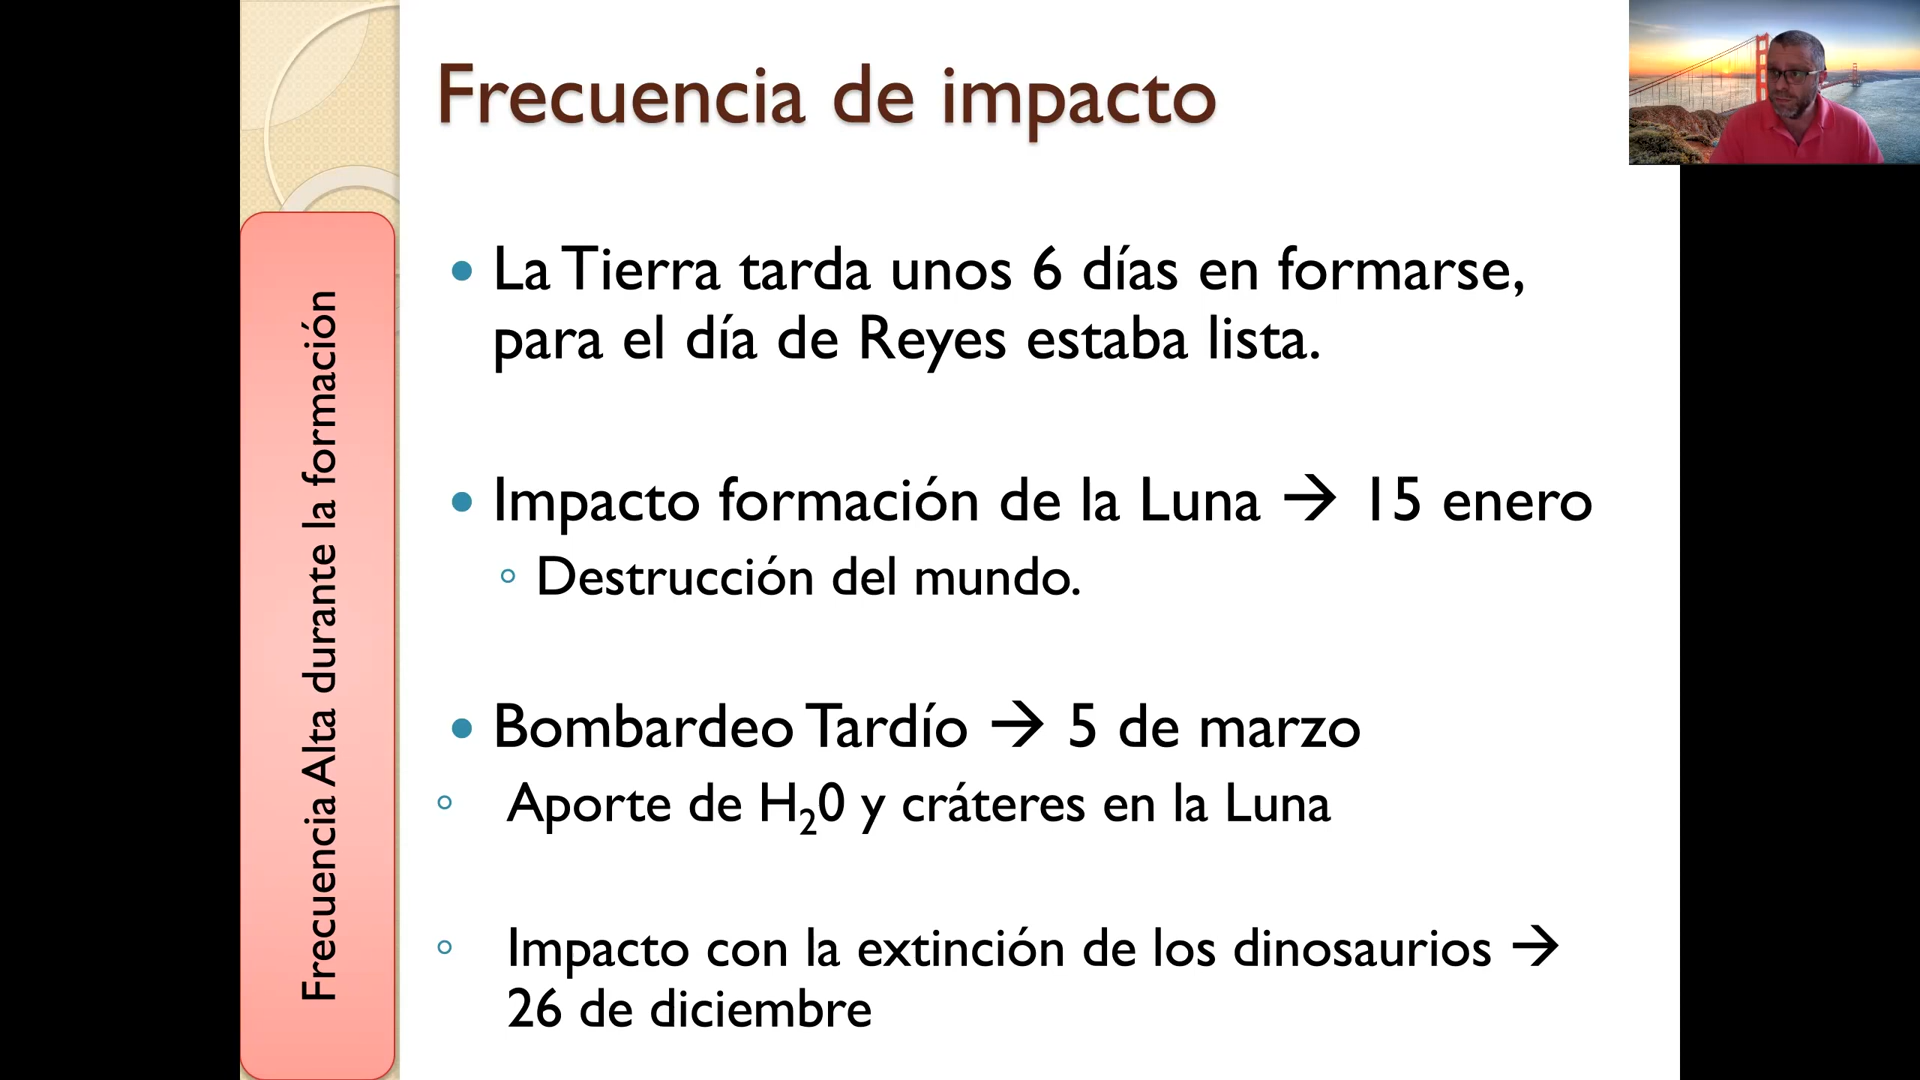 Frecuencia de impacto
Frecuencia Alta durante la formación
• La Tierra tarda unos 6 días en formarse,
para el día de Reyes estaba lista.
• Impacto formación de la Luna → 15 enero
◦ Destrucción del mundo.
• Bombardeo Tardío → 5 de marzo
◦ Aporte de H₂0 y cráteres en la Luna
◦ Impacto con la extinción de los dinosaurios →
26 de diciembre